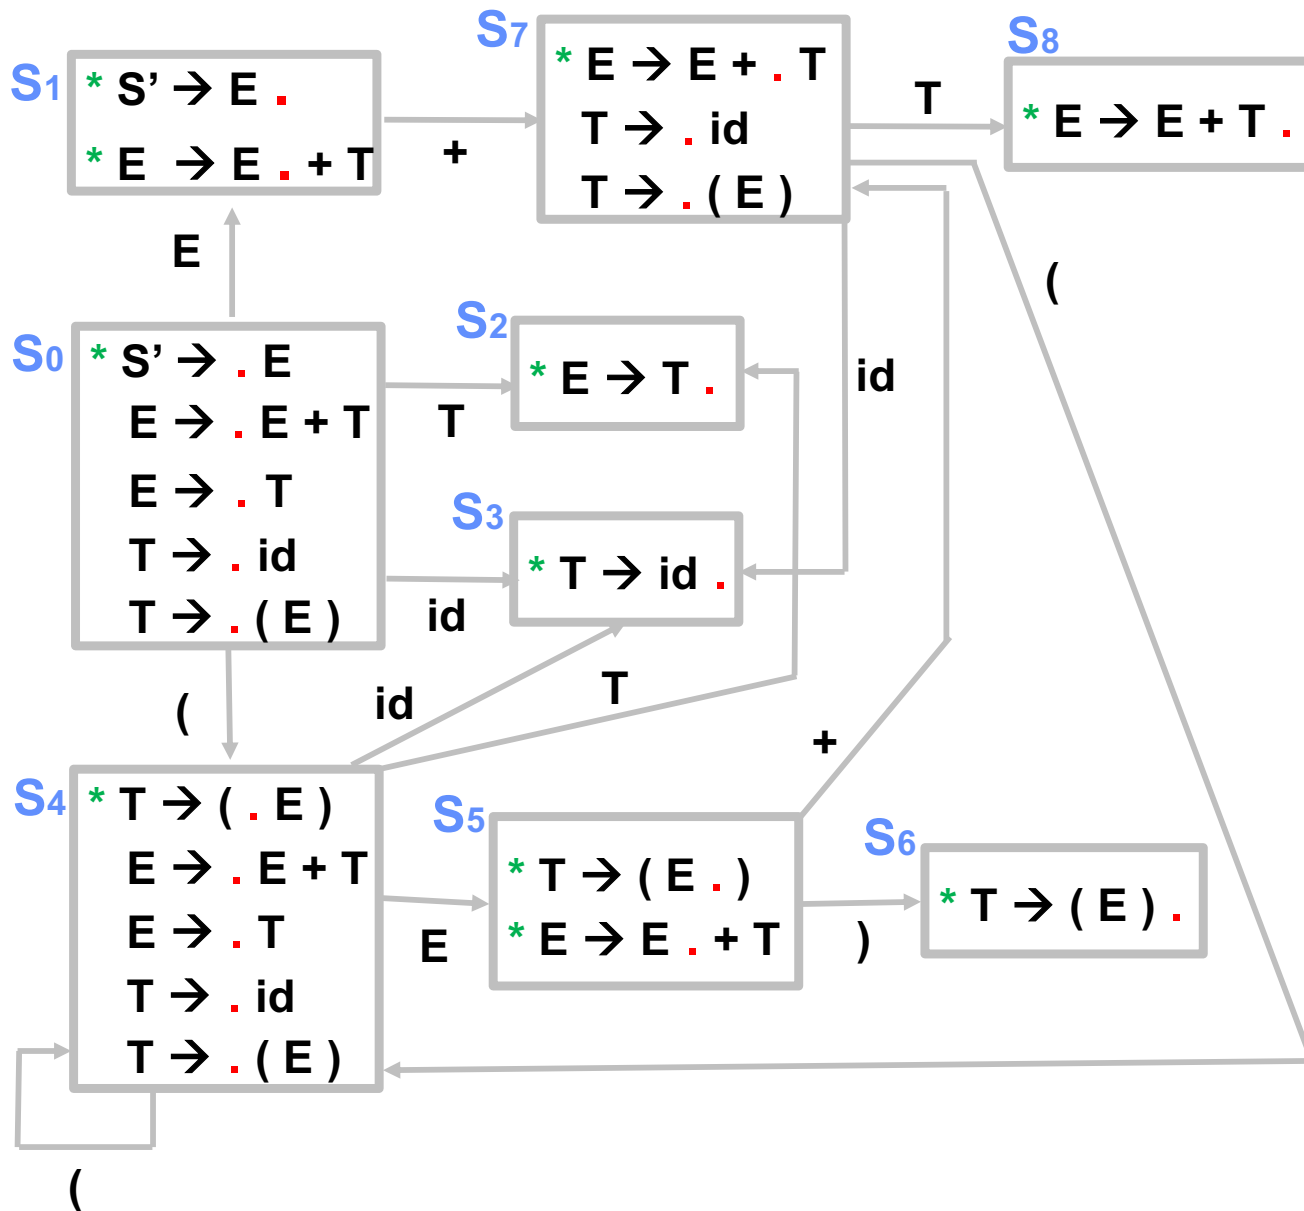 S1
* S’ → E .
* E → E . + T
+
S7
* E → E + . T
T → . id
T → . ( E )
T
S8
* E → E + T .
E
(
S0
* S’ → . E
E → . E + T
E → . T
T → . id
T → . ( E )
T
S2
* E → T .
id
id
S3
* T → id .
(
id
T
+
S4
* T → ( . E )
E → . E + T
E → . T
T → . id
T → . ( E )
E
S5
* T → ( E . )
* E → E . + T
)
S6
* T → ( E ) .
(